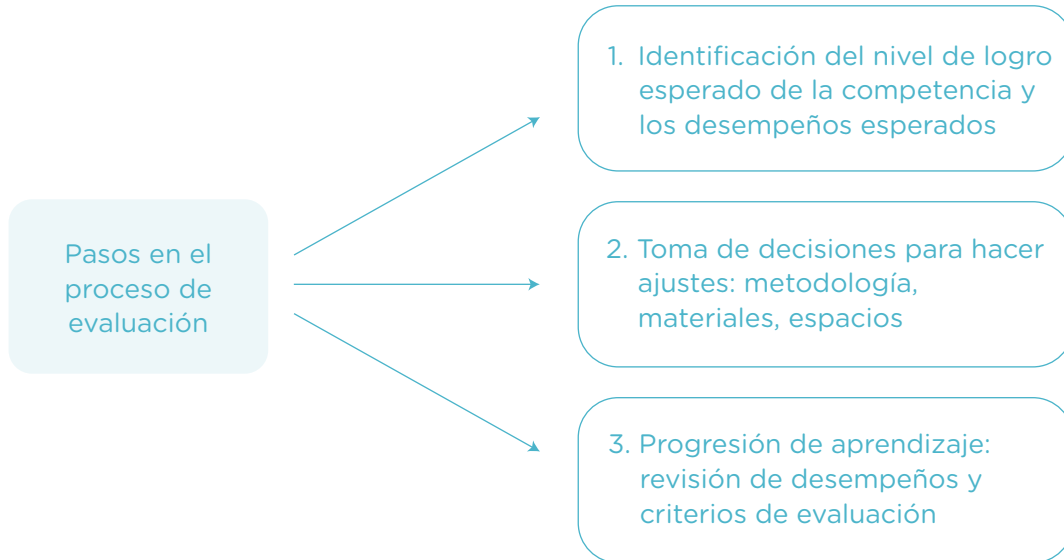 Pasos en el
proceso de
evaluación
1. Identificación del nivel de logro
esperado de la competencia y
los desempeños esperados
2. Toma de decisiones para hacer
ajustes: metodología,
materiales, espacios
3. Progresión de aprendizaje:
revisión de desempeños y
criterios de evaluación